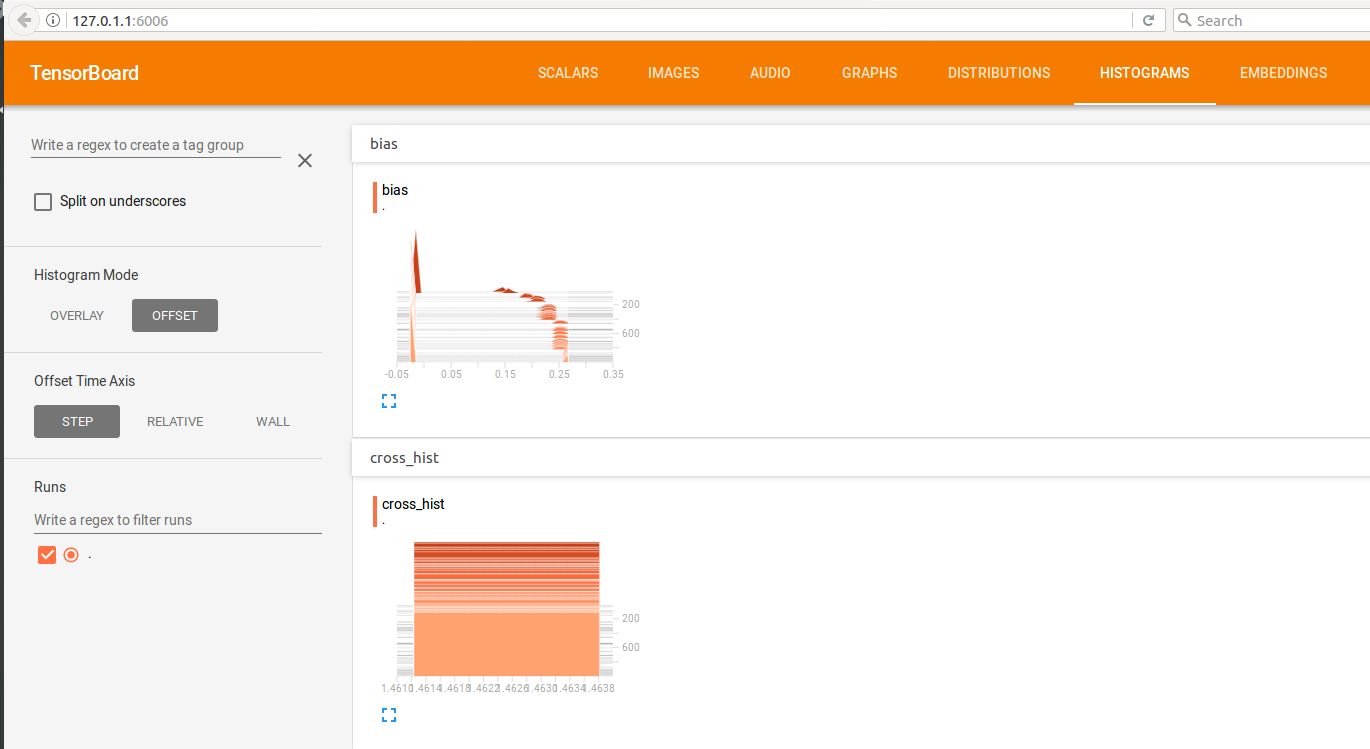 127.0.1.1:6006
Search
TensorBoard
SCALARS IMAGES AUDIO GRAPHS DISTRIBUTIONS HISTOGRAMS EMBEDDINGS
Write a regex to create a tag group
Split on underscores
Histogram Mode
OVERLAY OFFSET
Offset Time Axis
STEP RELATIVE WALL
Runs
Write a regex to filter runs
.
bias
bias
.
200
600
-0.05 0.05 0.15 0.25 0.35
cross_hist
cross_hist
.
200
600
1.4610 1.4614 1.4618 1.4622 1.4626 1.4630 1.4634 1.4638